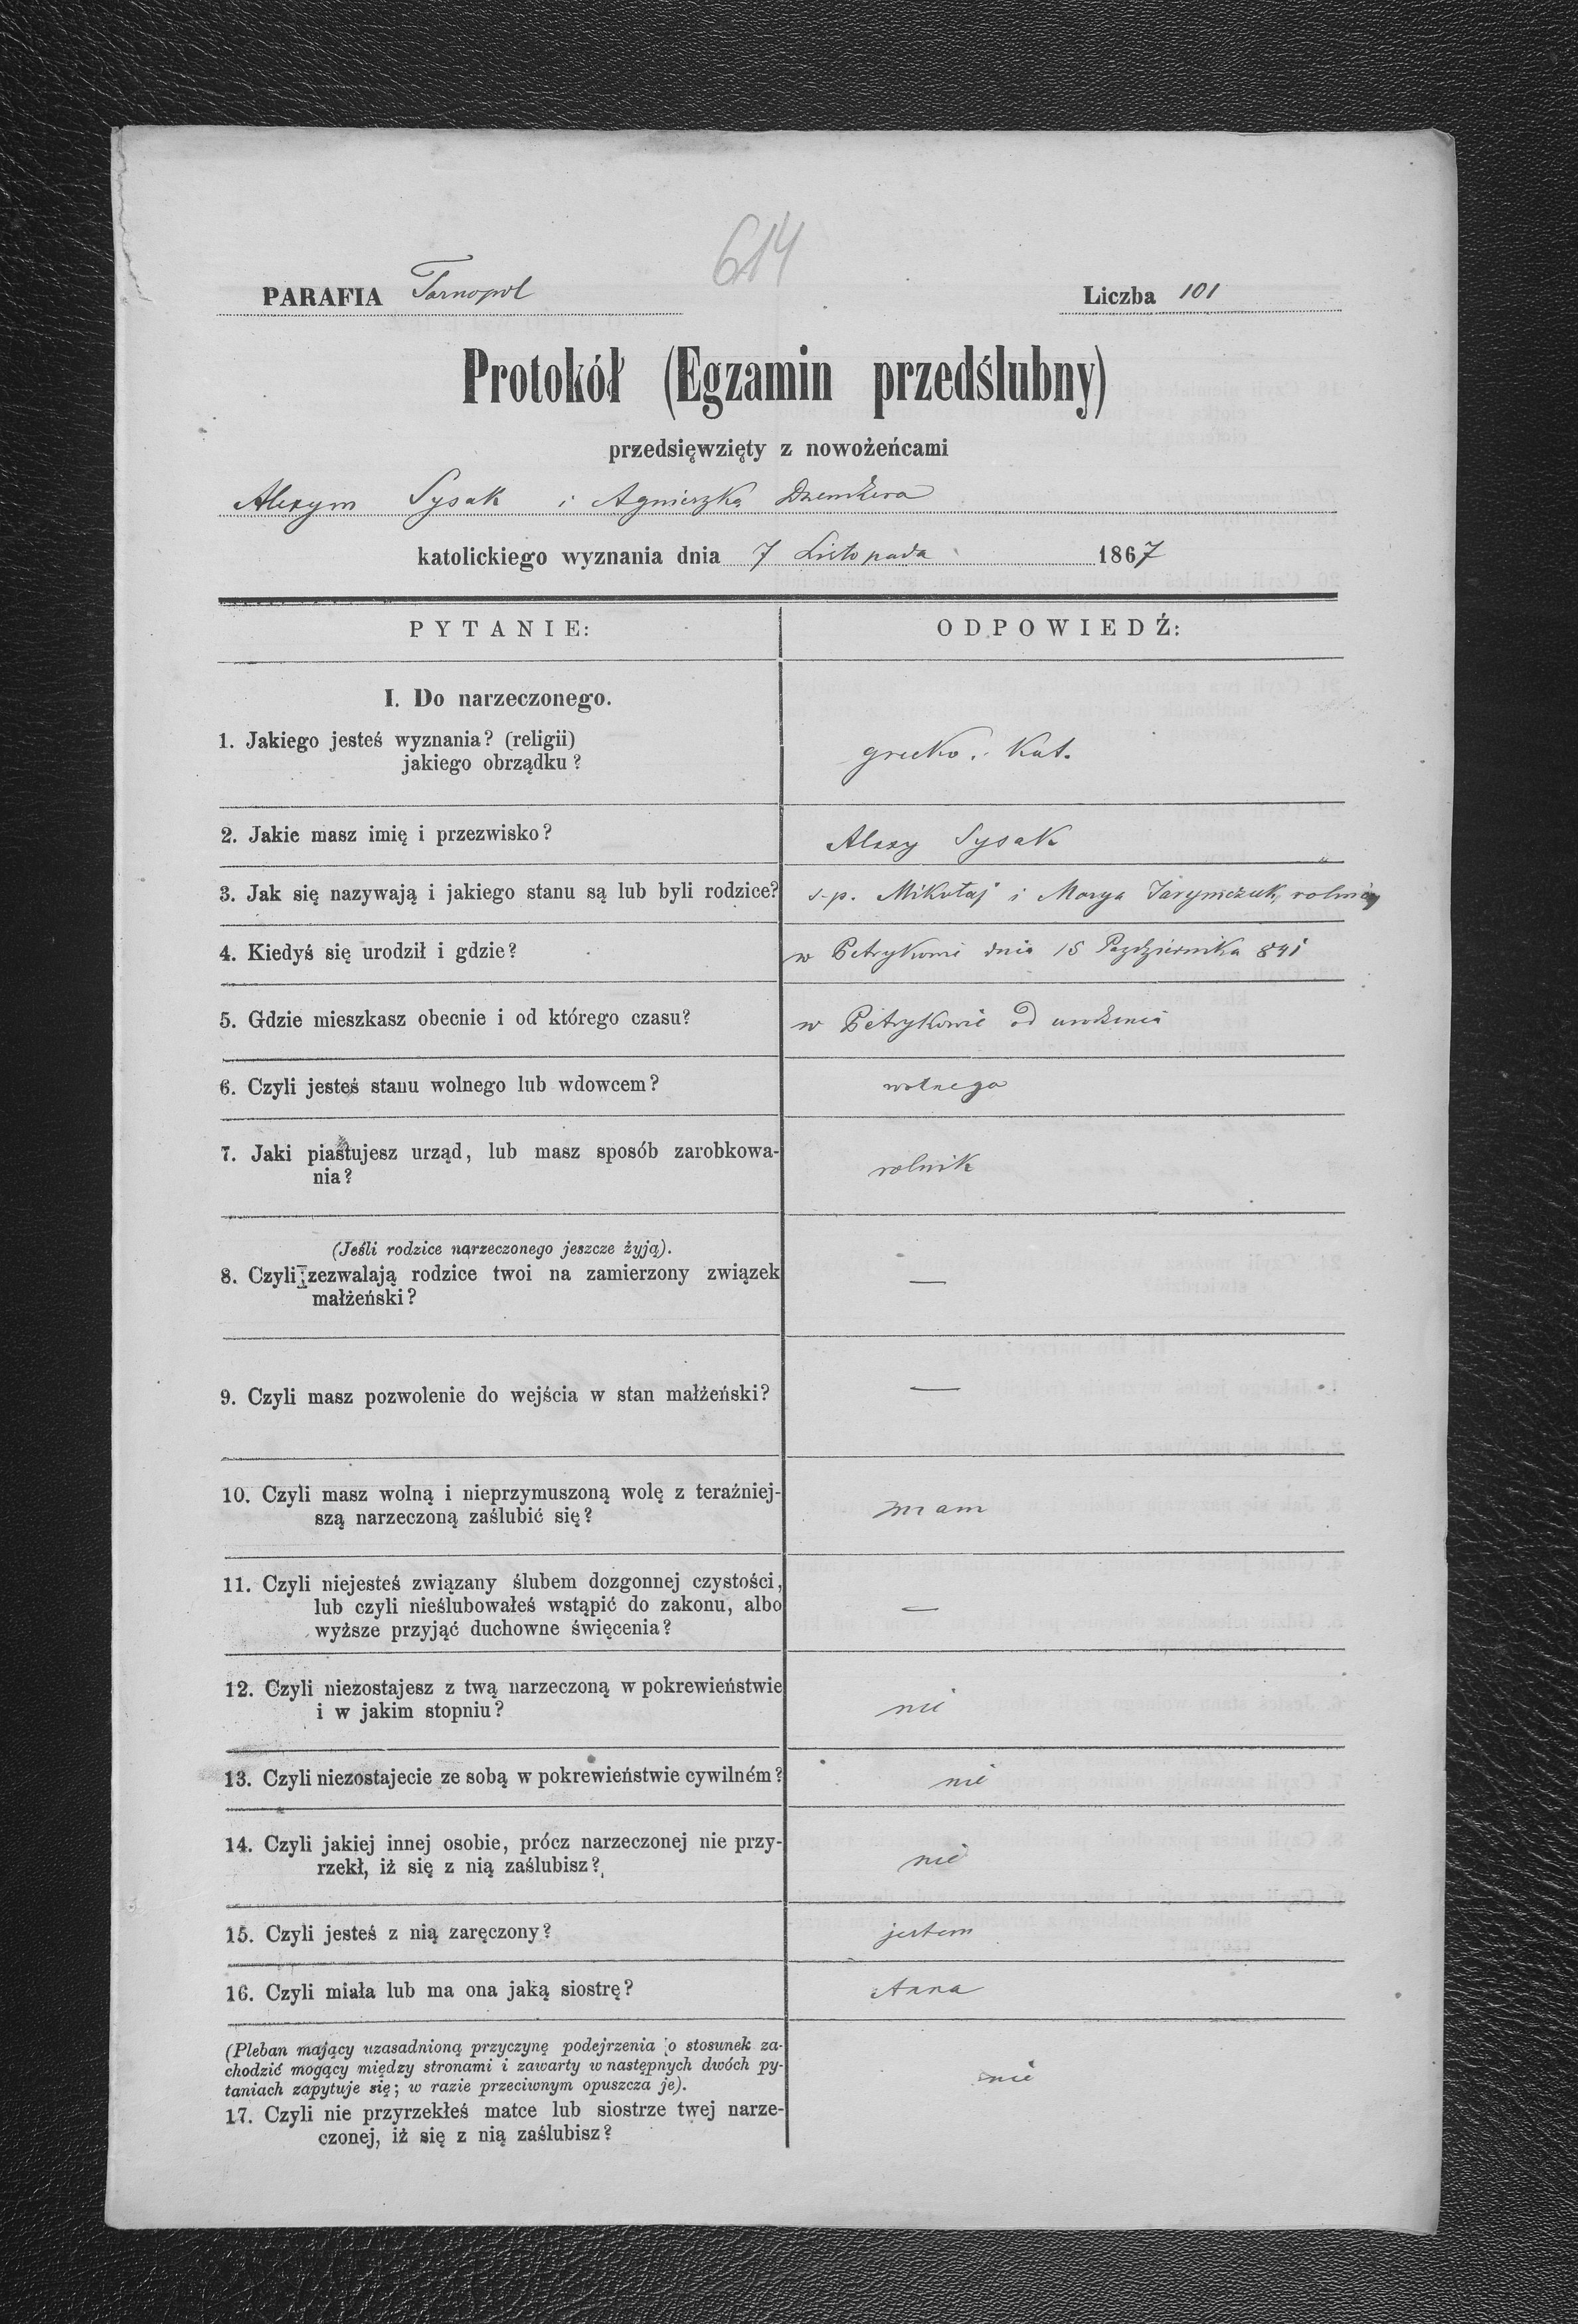 614
PARAFIA Tarnopol
Liczba 101
Protokół (Egzamin przedślubny)
przedsięwzięty z nowożeńcami
Alexym Sysak i Agnieszką
katolickiego wyznania dnia 7 Listopada 1867
PYTANIE:
ODPOWIEDŹ:
I. Do narzeczonego.
1. Jakiego jesteś wyznania? (religii)
jakiego obrządku?
grecko. kat.
2. Jakie masz imię i przezwisko?
Alexy Sysak
3. Jak się nazywają i jakiego stanu są lub byli rodzice?
s.p. Mikołaj i Marya rolnicy
4. Kiedyś się urodził i gdzie?
w Petrykowie dnia 15 Października 841
5. Gdzie mieszkasz obecnie i od którego czasu?
w Petrykowie od urodzenia
6. Czyli jesteś stanu wolnego lub wdowcem?
wolnego
7. Jaki piastujesz urząd, lub masz sposób zarobkowa-
nia?
rolnik
(Jeśli rodzice narzeczonego jeszcze żyją).
8. Czyli zezwalają rodzice twoi na zamierzony związek
małżeński?
—
9. Czyli masz pozwolenie do wejścia w stan małżeński?
—
10. Czyli masz wolną i nieprzymuszoną wolę z teraźniej-
szą narzeczoną zaślubić się?
mam
11. Czyli niejesteś związany ślubem dozgonnej czystości,
lub czyli nieślubowałeś wstąpić do zakonu, albo
wyższe przyjąć duchowne święcenia?
—
12. Czyli niezostajesz z twą narzeczoną w pokrewieństwie
i w jakim stopniu?
nie
13. Czyli niezostajecie ze sobą w pokrewieństwie cywilném?
nie
14. Czyli jakiej innej osobie, prócz narzeczonej nie przy-
rzekł, iż się z nią zaślubisz?
nie
15. Czyli jesteś z nią zaręczony?
jestem
16. Czyli miała lub ma ona jaką siostrę?
Anna
(Pleban mający uzasadnioną przyczynę podejrzenia o stosunek za-
chodzić mogący między stronami i zawarty w następnych dwóch py-
taniach zapytuje się; w razie przeciwnym opuszcza je).
17. Czyli nie przyrzekłeś matce lub siostrze twej narze-
czonej, iż się z nią zaślubisz?
nie